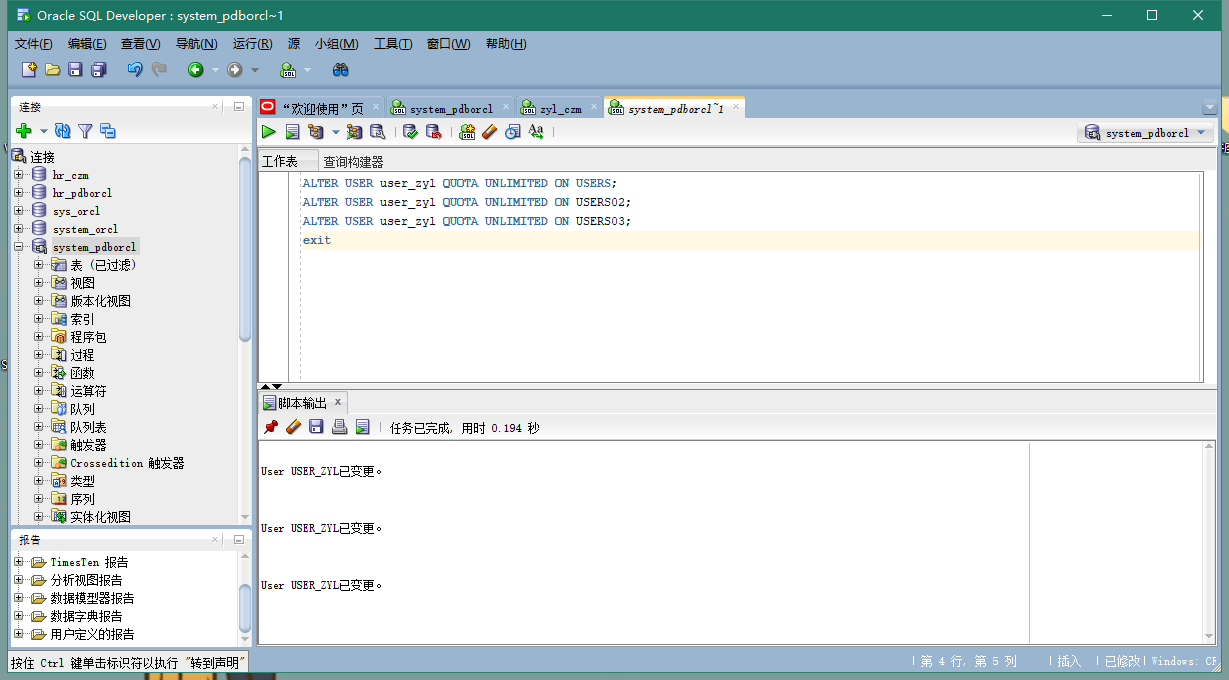 Oracle SQL Developer : system_pdborcl~1
文件(F) 编辑(E) 查看(V) 导航(N) 运行(R) 源 小组(M) 工具(T) 窗口(W) 帮助(H)
连接
连接
hr_czm
hr_pdborcl
sys_orcl
system_orcl
system_pdborcl
表 (已过滤)
视图
版本化视图
索引
程序包
过程
函数
运算符
队列
队列表
触发器
Crossedition 触发器
类型
序列
实体化视图
报告
TimesTen 报告
分析视图报告
数据模型器报告
数据字典报告
用户定义的报告
“欢迎使用”页 system_pdborcl zyl_czm system_pdborcl~1
system_pdborcl
工作表 查询构建器
ALTER USER user_zyl QUOTA UNLIMITED ON USERS;
ALTER USER user_zyl QUOTA UNLIMITED ON USERS02;
ALTER USER user_zyl QUOTA UNLIMITED ON USERS03;
exit
脚本输出
任务已完成, 用时 0.194 秒
User USER_ZYL已变更。
User USER_ZYL已变更。
User USER_ZYL已变更。
按住 Ctrl 键单击标识符以执行 "转到声明"
第 4 行, 第 5 列 插入 已修改 Windows: CF